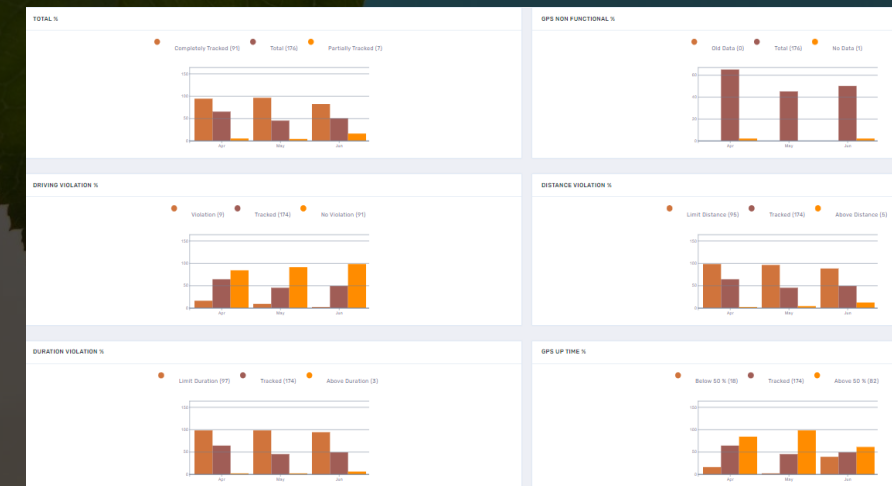 TOTAL %
Completely Tracked (91) Total (176) Partially Tracked (7)
150
100
50
0
Apr May Jun
GPS NON FUNCTIONAL %
Old Data (0) Total (176) No Data (1)
60
40
20
0
Apr May Jun
DRIVING VIOLATION %
Violation (9) Tracked (174) No Violation (91)
150
100
50
0
Apr May Jun
DISTANCE VIOLATION %
Limit Distance (95) Tracked (174) Above Distance (5)
150
100
50
0
Apr May Jun
DURATION VIOLATION %
Limit Duration (97) Tracked (174) Above Duration (3)
150
100
50
0
Apr May Jun
GPS UP TIME %
Below 50 % (18) Tracked (174) Above 50 % (82)
150
100
50
0
Apr May Jun